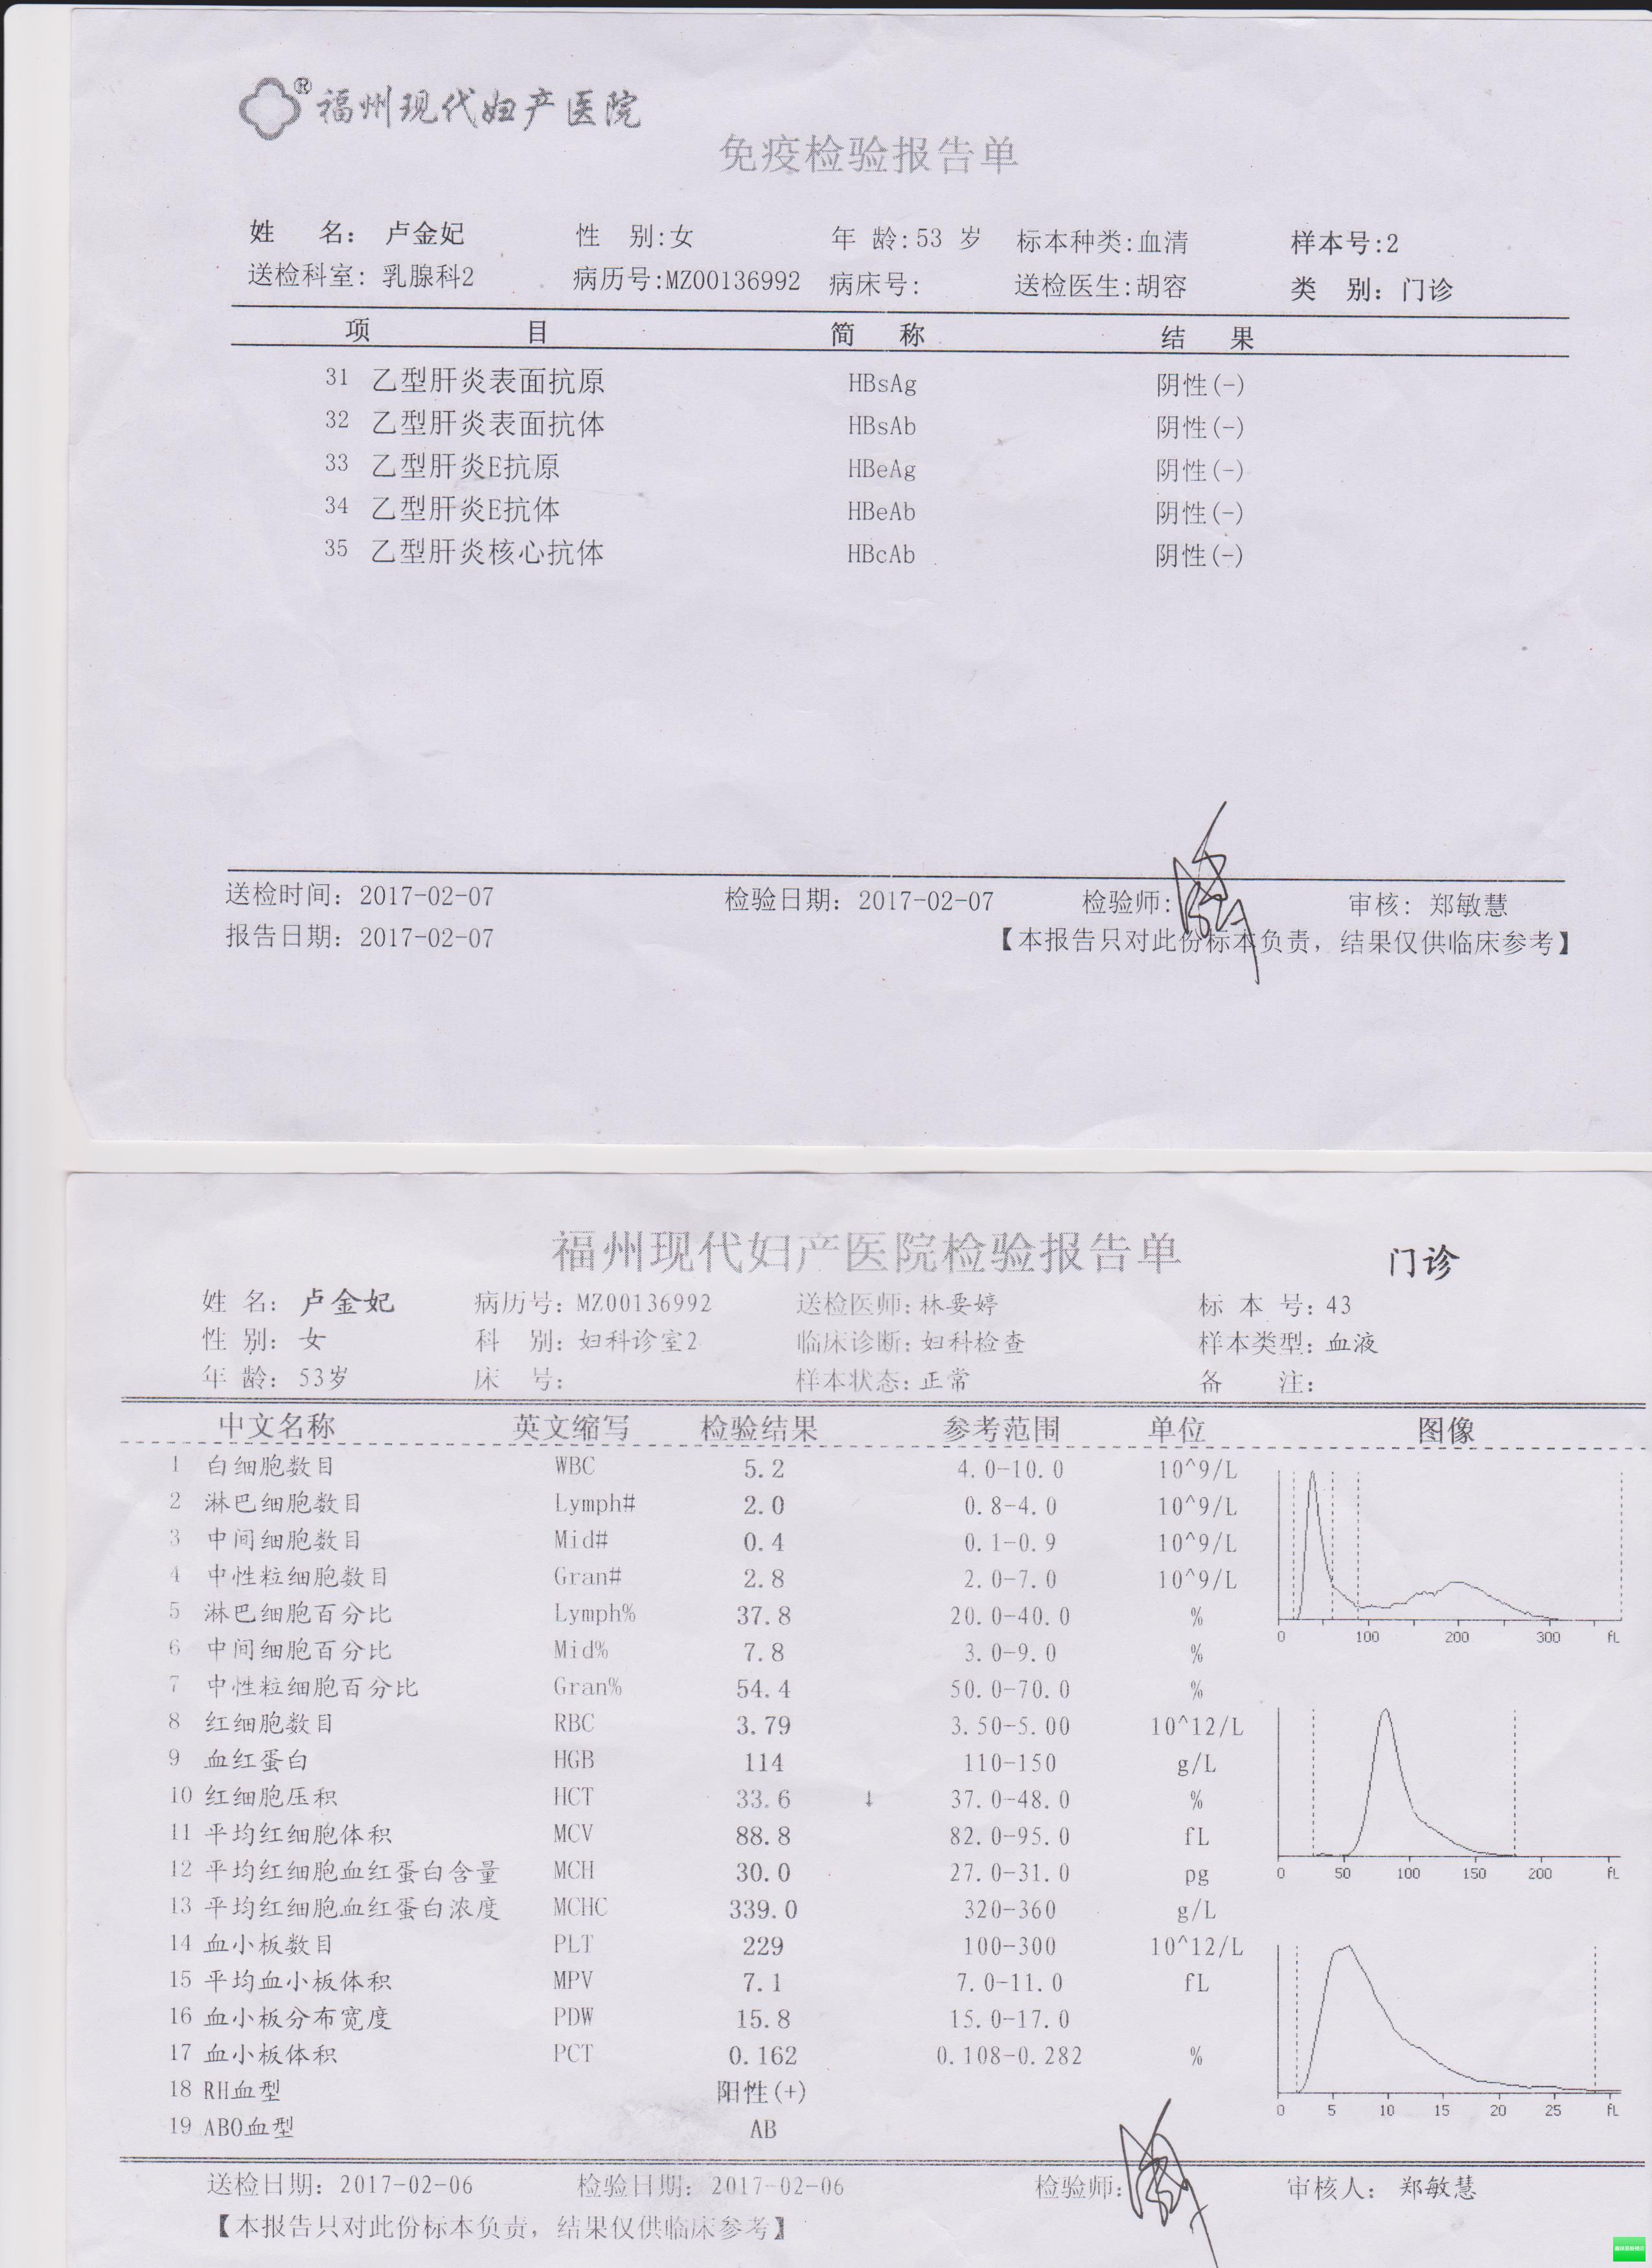 ®福州现代妇产医院
免疫检验报告单
姓 名: 卢金妃 性 别:女 年 龄:53 岁 标本种类:血清 样本号:2
送检科室: 乳腺科2 病历号:MZ00136992 病床号: 送检医生:胡容 类 别: 门诊
项 目 简 称 结 果
31 乙型肝炎表面抗原 HBsAg 阴性(-)
32 乙型肝炎表面抗体 HBsAb 阴性(-)
33 乙型肝炎E抗原 HBeAg 阴性(-)
34 乙型肝炎E抗体 HBeAb 阴性(-)
35 乙型肝炎核心抗体 HBcAb 阴性(-)
送检时间: 2017-02-07 检验日期: 2017-02-07 检验师: 审核: 郑敏慧
报告日期: 2017-02-07 【本报告只对此份标本负责, 结果仅供临床参考】
福州现代妇产医院检验报告单 门诊
姓 名: 卢金妃 病历号: MZ00136992 送检医师: 林要婷 标 本 号: 43
性 别: 女 科 别: 妇科诊室2 临床诊断: 妇科检查 样本类型: 血液
年 龄: 53岁 床 号: 样本状态: 正常 备 注:
中文名称 英文缩写 检验结果 参考范围 单位 图像
1 白细胞数目 WBC 5.2 4.0-10.0 10^9/L
2 淋巴细胞数目 Lymph# 2.0 0.8-4.0 10^9/L
3 中间细胞数目 Mid# 0.4 0.1-0.9 10^9/L
4 中性粒细胞数目 Gran# 2.8 2.0-7.0 10^9/L
5 淋巴细胞百分比 Lymph% 37.8 20.0-40.0 %
0 100 200 300 fL
6 中间细胞百分比 Mid% 7.8 3.0-9.0 %
7 中性粒细胞百分比 Gran% 54.4 50.0-70.0 %
8 红细胞数目 RBC 3.79 3.50-5.00 10^12/L
9 血红蛋白 HGB 114 110-150 g/L
10 红细胞压积 HCT 33.6 ↓ 37.0-48.0 %
11 平均红细胞体积 MCV 88.8 82.0-95.0 fL
12 平均红细胞血红蛋白含量 MCH 30.0 27.0-31.0 pg
0 50 100 150 200 fL
13 平均红细胞血红蛋白浓度 MCHC 339.0 320-360 g/L
14 血小板数目 PLT 229 100-300 10^12/L
15 平均血小板体积 MPV 7.1 7.0-11.0 fL
16 血小板分布宽度 PDW 15.8 15.0-17.0
17 血小板体积 PCT 0.162 0.108-0.282 %
18 RH血型 阳性(+)
0 5 10 15 20 25 fL
19 ABO血型 AB
送检日期: 2017-02-06 检验日期: 2017-02-06 检验师: 审核人: 郑敏慧
【本报告只对此份标本负责, 结果仅供临床参考】